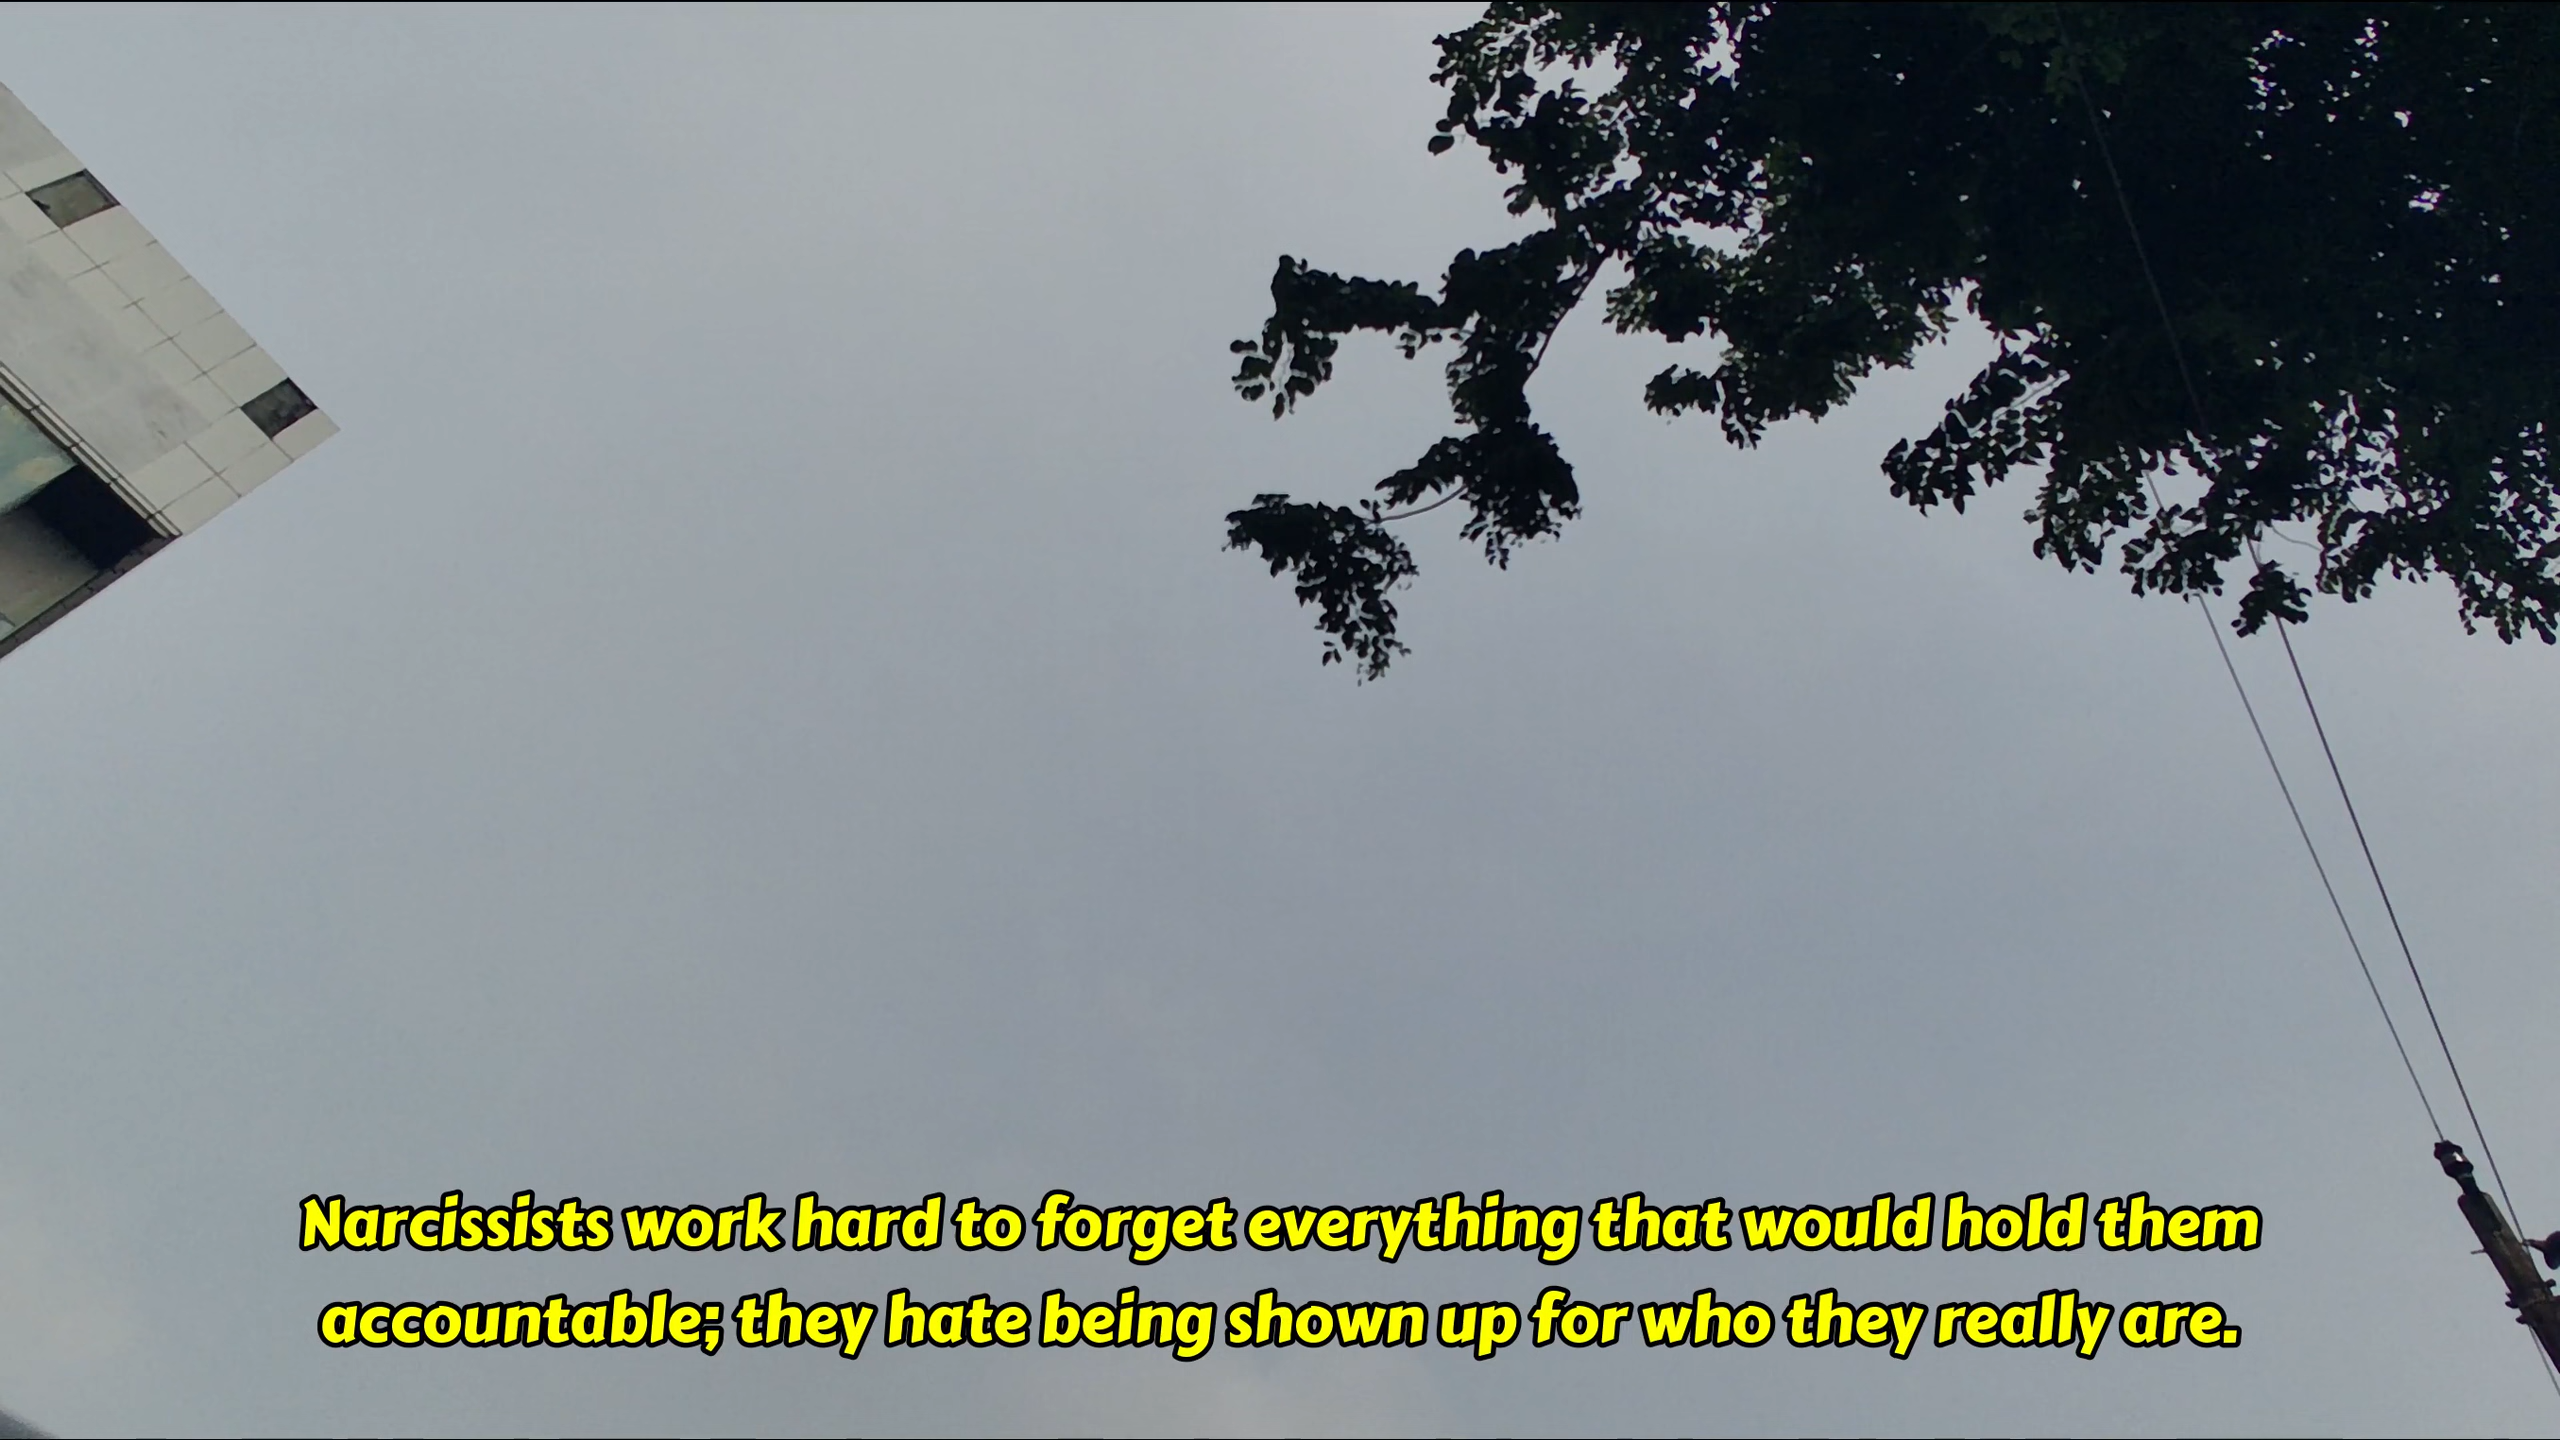 Narcissists work hard to forget everything that would hold them
accountable; they hate being shown up for who they really are.